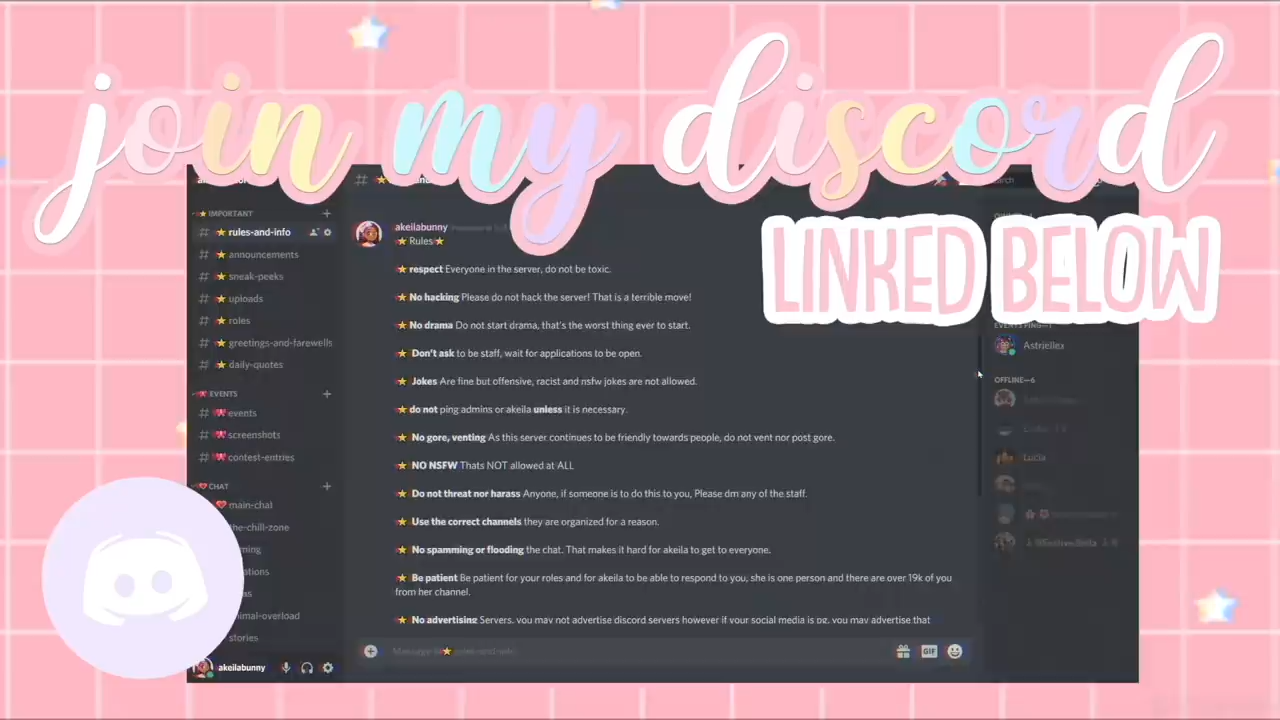 join my discord
LINKED BELOW
IMPORTANT
rules-and-info
announcements
sneak-peeks
uploads
roles
greetings-and-farewells
daily-quotes
EVENTS
events
screenshots
contest-entries
CHAT
main-chat
the-chill-zone
stories
akeilabunny
akeilabunny
Rules
respect Everyone in the server, do not be toxic.
No hacking Please do not hack the server! That is a terrible move!
No drama Do not start drama, that's the worst thing ever to start.
Don't ask to be staff, wait for applications to be open.
Jokes Are fine but offensive, racist and nsfw jokes are not allowed.
do not ping admins or akeila unless it is necessary.
No gore, venting As this server continues to be friendly towards people, do not vent nor post gore.
NO NSFW Thats NOT allowed at ALL
Do not threat nor harass Anyone, if someone is to do this to you, Please dm any of the staff.
Use the correct channels they are organized for a reason.
No spamming or flooding the chat. That makes it hard for akeila to get to everyone.
Be patient Be patient for your roles and for akeila to be able to respond to you, she is one person and there are over 19k of you
from her channel.
No advertising Servers, you may not advertise discord servers however if your social media is pg, you may advertise that
GIF
EVENTS PING—1
Astriellex
OFFLINE—6
Lucia